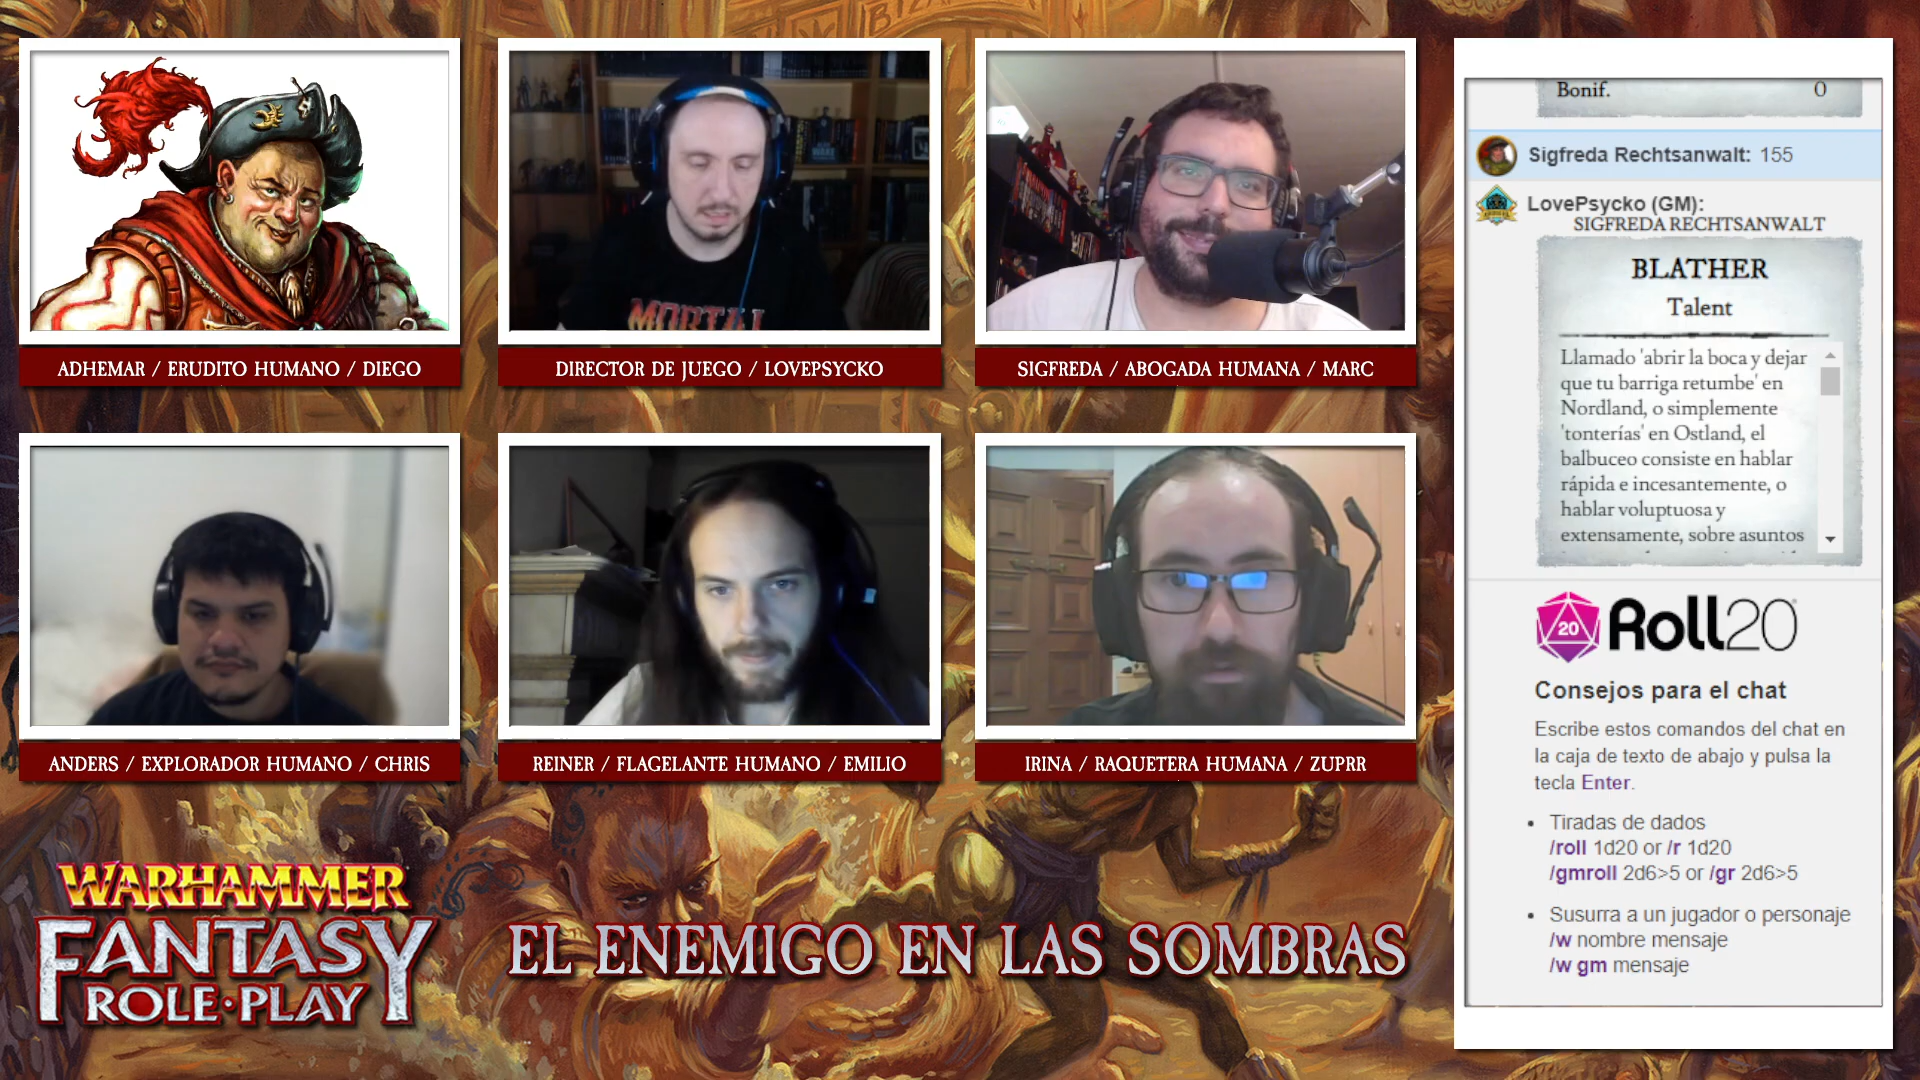 ADHEMAR / ERUDITO HUMANO / DIEGO
MORTAL
DIRECTOR DE JUEGO / LOVEPSYCKO
SIGFREDA / ABOGADA HUMANA / MARC
ANDERS / EXPLORADOR HUMANO / CHRIS
REINER / FLAGELANTE HUMANO / EMILIO
IRINA / RAQUETERA HUMANA / ZUPRR
WARHAMMER
FANTASY
ROLE·PLAY
EL ENEMIGO EN LAS SOMBRAS
Bonif. 0
Sigfreda Rechtsanwalt: 155
LovePsycko (GM):
SIGFREDA RECHTSANWALT
BLATHER
Talent
Llamado 'abrir la boca y dejar
que tu barriga retumbe' en
Nordland, o simplemente
'tonterías' en Ostland, el
balbuceo consiste en hablar
rápida e incesantemente, o
hablar voluptuosa y
extensamente, sobre asuntos
20
Roll20
Consejos para el chat
Escribe estos comandos del chat en
la caja de texto de abajo y pulsa la
tecla Enter.
• Tiradas de dados
/roll 1d20 or /r 1d20
/gmroll 2d6>5 or /gr 2d6>5
• Susurra a un jugador o personaje
/w nombre mensaje
/w gm mensaje